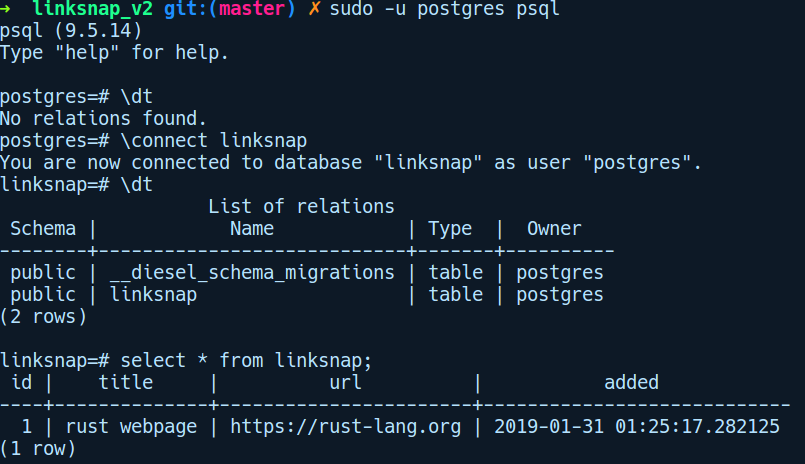 → linksnap_v2 git:(master) ✗ sudo -u postgres psql
psql (9.5.14)
Type "help" for help.

postgres=# \dt
No relations found.
postgres=# \connect linksnap
You are now connected to database "linksnap" as user "postgres".
linksnap=# \dt
                   List of relations
 Schema |            Name            | Type  |  Owner
--------+----------------------------+-------+----------
 public | __diesel_schema_migrations | table | postgres
 public | linksnap                   | table | postgres
(2 rows)

linksnap=# select * from linksnap;
 id |    title     |          url          |           added
----+--------------+-----------------------+----------------------------
  1 | rust webpage | https://rust-lang.org | 2019-01-31 01:25:17.282125
(1 row)